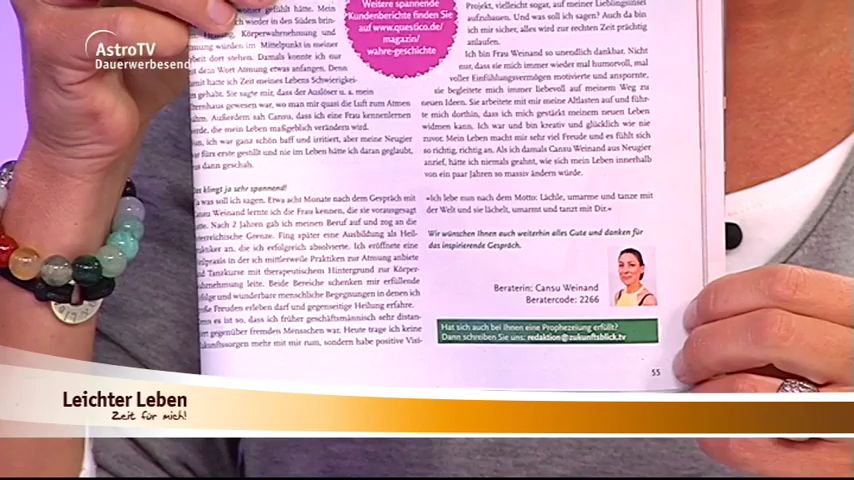 AstroTV
Dauerwerbesend
Weitere spannende
Kundenberichte finden Sie
auf www.questico.de/
magazin/
wahre-geschichte
gefühlt hätte. Mein
ich wieder in den Süden
Körperwahrnehmung und
würden im Mittelpunkt in meiner
dort stehen. Damals konnte ich nur
dem Wort Atmung etwas anfangen. Denn
hatte ich Zeit meines Lebens Schwierigkei-
gehabt. Sie sagte mir, dass der Auslöser u. a. mein
gewesen war, wo man mir quasi die Luft zum Atmen
Außerdem sah Cansu, dass ich eine Frau kennenlernen
die mein Leben maßgeblich verändern wird.
ich war ganz schön baff und irritiert, aber meine Neugier
fürs erste gestillt und nie im Leben hätte ich daran geglaubt,
dann geschah.
klingt ja sehr spannend!
was soll ich sagen. Etwa acht Monate nach dem Gespräch mit
Cansu Weinand lernte ich die Frau kennen, die sie vorausgesagt
Nach 2 Jahren gab ich meinen Beruf auf und zog an die
Grenze. Fing später eine Ausbildung als Heil-
an, die ich erfolgreich absolvierte. Ich eröffnete eine
in der ich mittlerweile Praktiken zur Atmung anbiete
und Tanzkurse mit therapeutischem Hintergrund zur Körper-
leite. Beide Bereiche schenken mir erfüllende
und wunderbare menschliche Begegnungen in denen ich
Freuden erleben darf und gegenseitige Heilung erfahre.
es ist so, dass ich früher geschäftsmännisch sehr distan-
gegenüber fremden Menschen war. Heute trage ich keine
mehr mit mir rum, sondern habe positive Visi-
Projekt, vielleicht sogar, auf meiner Lieblingsinsel
aufzubauen. Und was soll ich sagen? Auch da bin
ich mir sicher, alles wird zur rechten Zeit prächtig
anlaufen.
Ich bin Frau Weinand so unendlich dankbar. Nicht
nur, dass sie mich immer wieder mal humorvoll, mal
voller Einfühlungsvermögen motivierte und anspornte,
sie begleitete mich immer liebevoll auf meinem Weg zu
neuen Ideen. Sie arbeitete mit mir meine Altlasten auf und führ-
te mich dorthin, dass ich mich gestärkt meinem neuen Leben
widmen kann. Ich war und bin kreativ und glücklich wie nie
zuvor. Mein Leben macht mir sehr viel Freude und es fühlt sich
so richtig, richtig an. Als ich damals Cansu Weinand aus Neugier
anrief, hätte ich niemals geahnt, wie sich mein Leben innerhalb
von ein paar Jahren so massiv ändern würde.
»Ich lebe nun nach dem Motto: Lächle, umarme und tanze mit
der Welt und sie lächelt, umarmt und tanzt mit Dir.«
Wir wünschen Ihnen auch weiterhin alles Gute und danken für
das inspirierende Gespräch.
Beraterin: Cansu Weinand
Beratercode: 2266
Hat sich auch bei Ihnen eine Prophezeiung erfüllt?
Dann schreiben Sie uns: redaktion@zukunftsblick.tv
55
Leichter Leben
Zeit für mich!